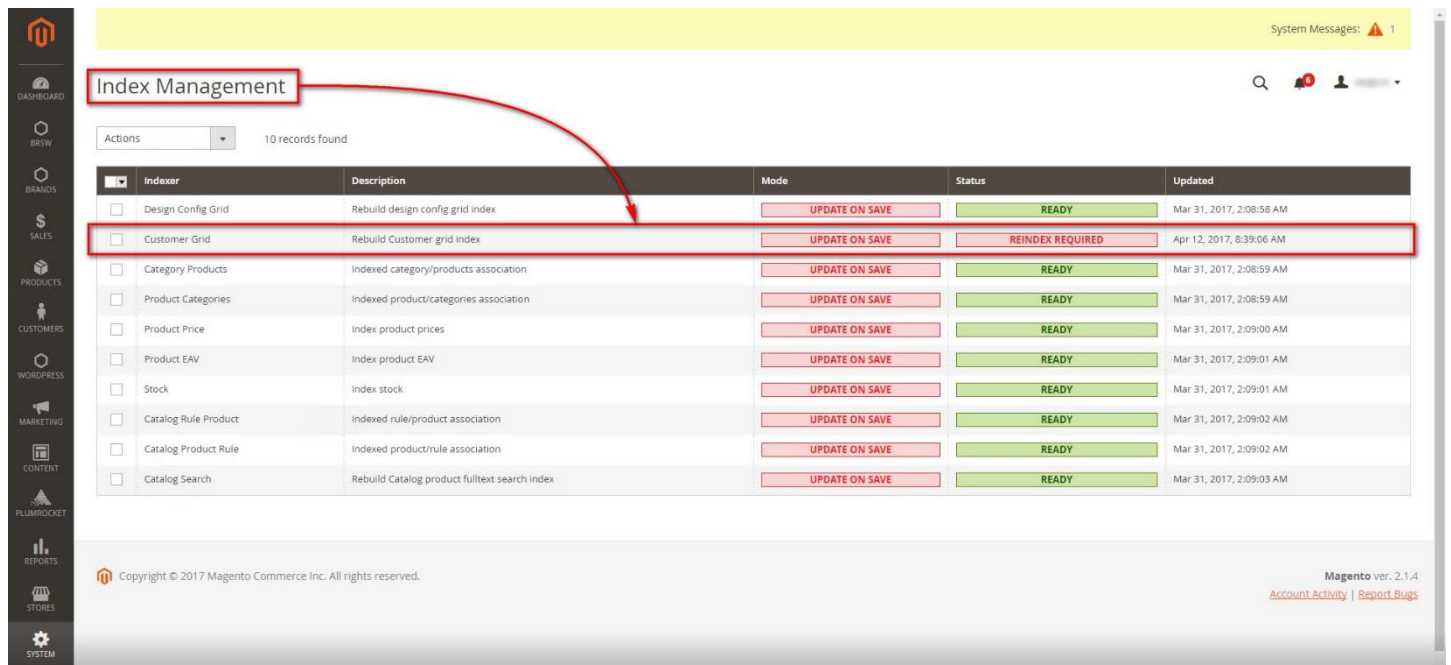 System Messages: 1
Index Management
6
Actions
10 records found
Indexer Description Mode Status Updated
Design Config Grid Rebuild design config grid index UPDATE ON SAVE READY Mar 31, 2017, 2:08:58 AM
Customer Grid Rebuild Customer grid index UPDATE ON SAVE REINDEX REQUIRED Apr 12, 2017, 8:39:06 AM
Category Products Indexed category/products association UPDATE ON SAVE READY Mar 31, 2017, 2:08:59 AM
Product Categories Indexed product/categories association UPDATE ON SAVE READY Mar 31, 2017, 2:08:59 AM
Product Price Index product prices UPDATE ON SAVE READY Mar 31, 2017, 2:09:00 AM
Product EAV Index product EAV UPDATE ON SAVE READY Mar 31, 2017, 2:09:01 AM
Stock Index stock UPDATE ON SAVE READY Mar 31, 2017, 2:09:01 AM
Catalog Rule Product Indexed rule/product association UPDATE ON SAVE READY Mar 31, 2017, 2:09:02 AM
Catalog Product Rule Indexed product/rule association UPDATE ON SAVE READY Mar 31, 2017, 2:09:02 AM
Catalog Search Rebuild Catalog product fulltext search index UPDATE ON SAVE READY Mar 31, 2017, 2:09:03 AM
Copyright © 2017 Magento Commerce Inc. All rights reserved.
Magento ver. 2.1.4
Account Activity | Report Bugs
DASHBOARD
BRSW
BRANDS
$
SALES
PRODUCTS
CUSTOMERS
WORDPRESS
MARKETING
CONTENT
PLUMROCKET
REPORTS
STORES
SYSTEM